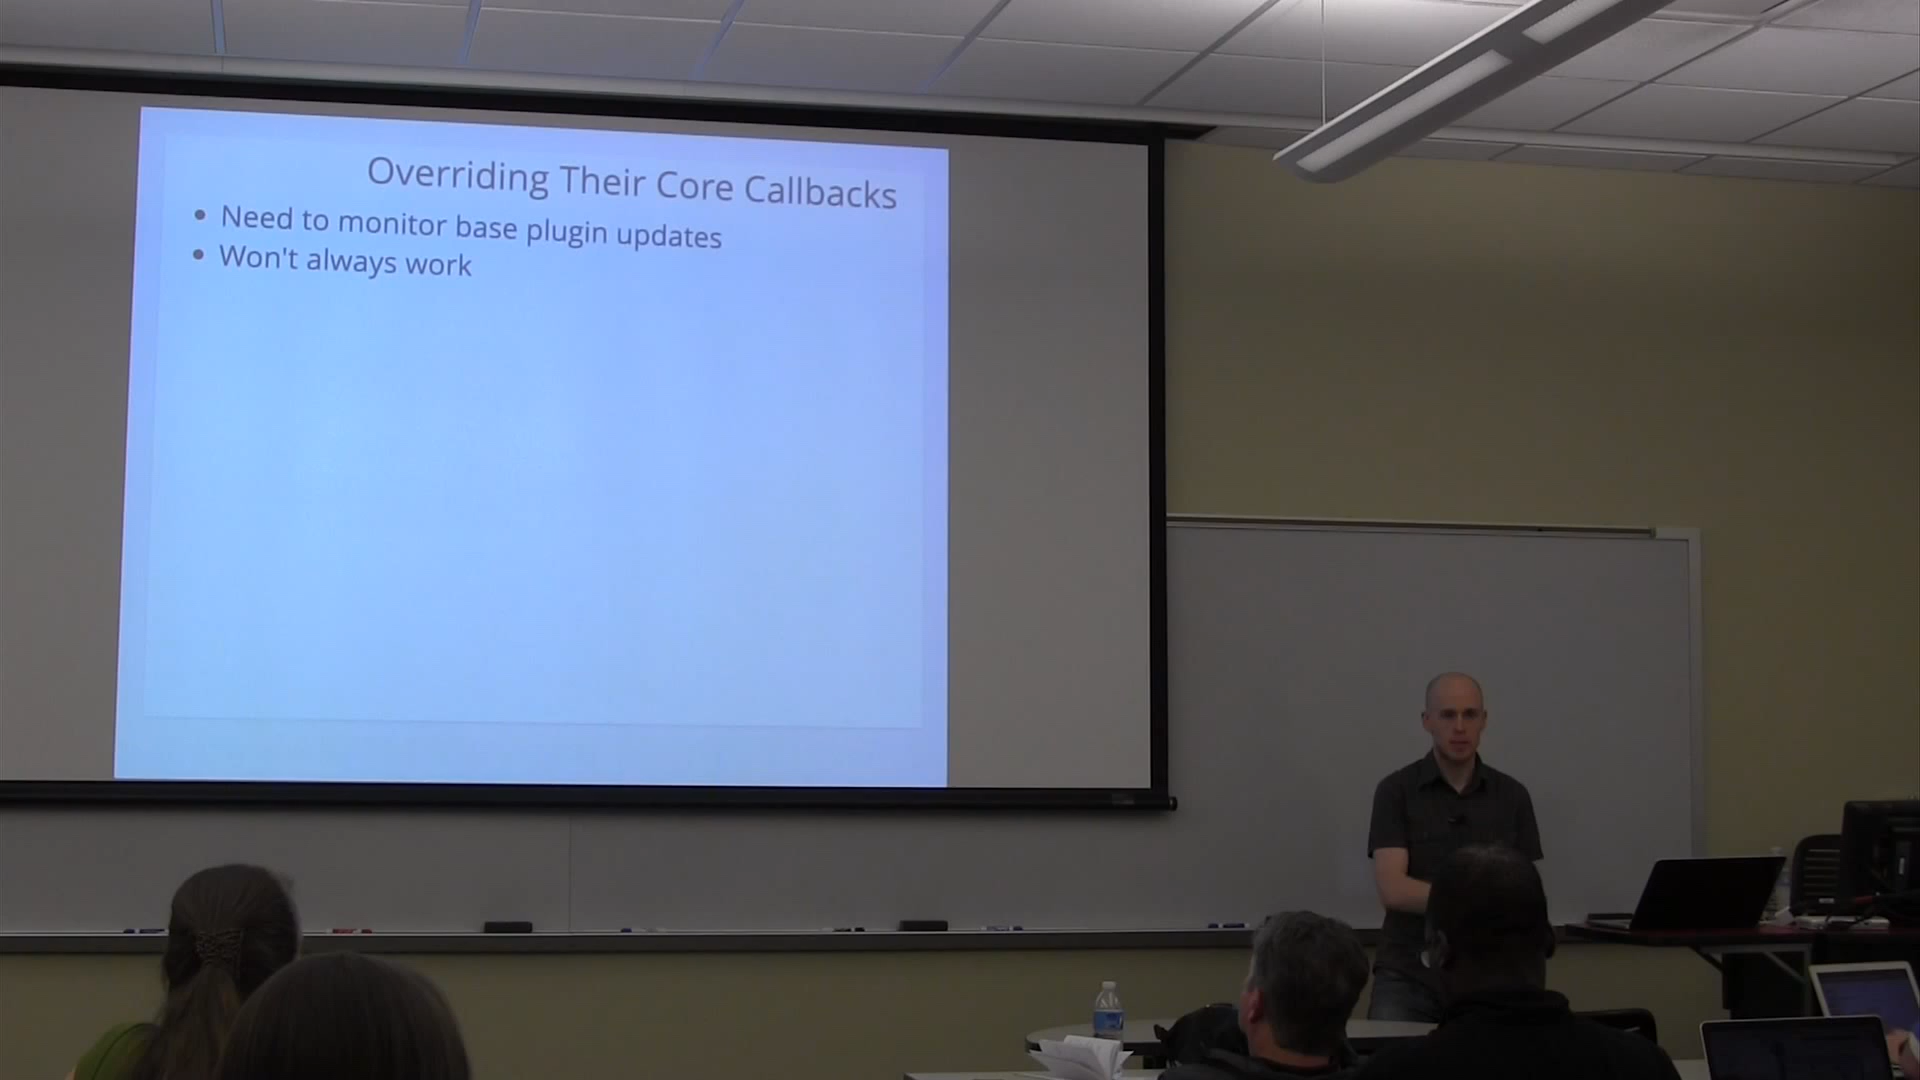 Overriding Their Core Callbacks
Need to monitor base plugin updates
Won't always work